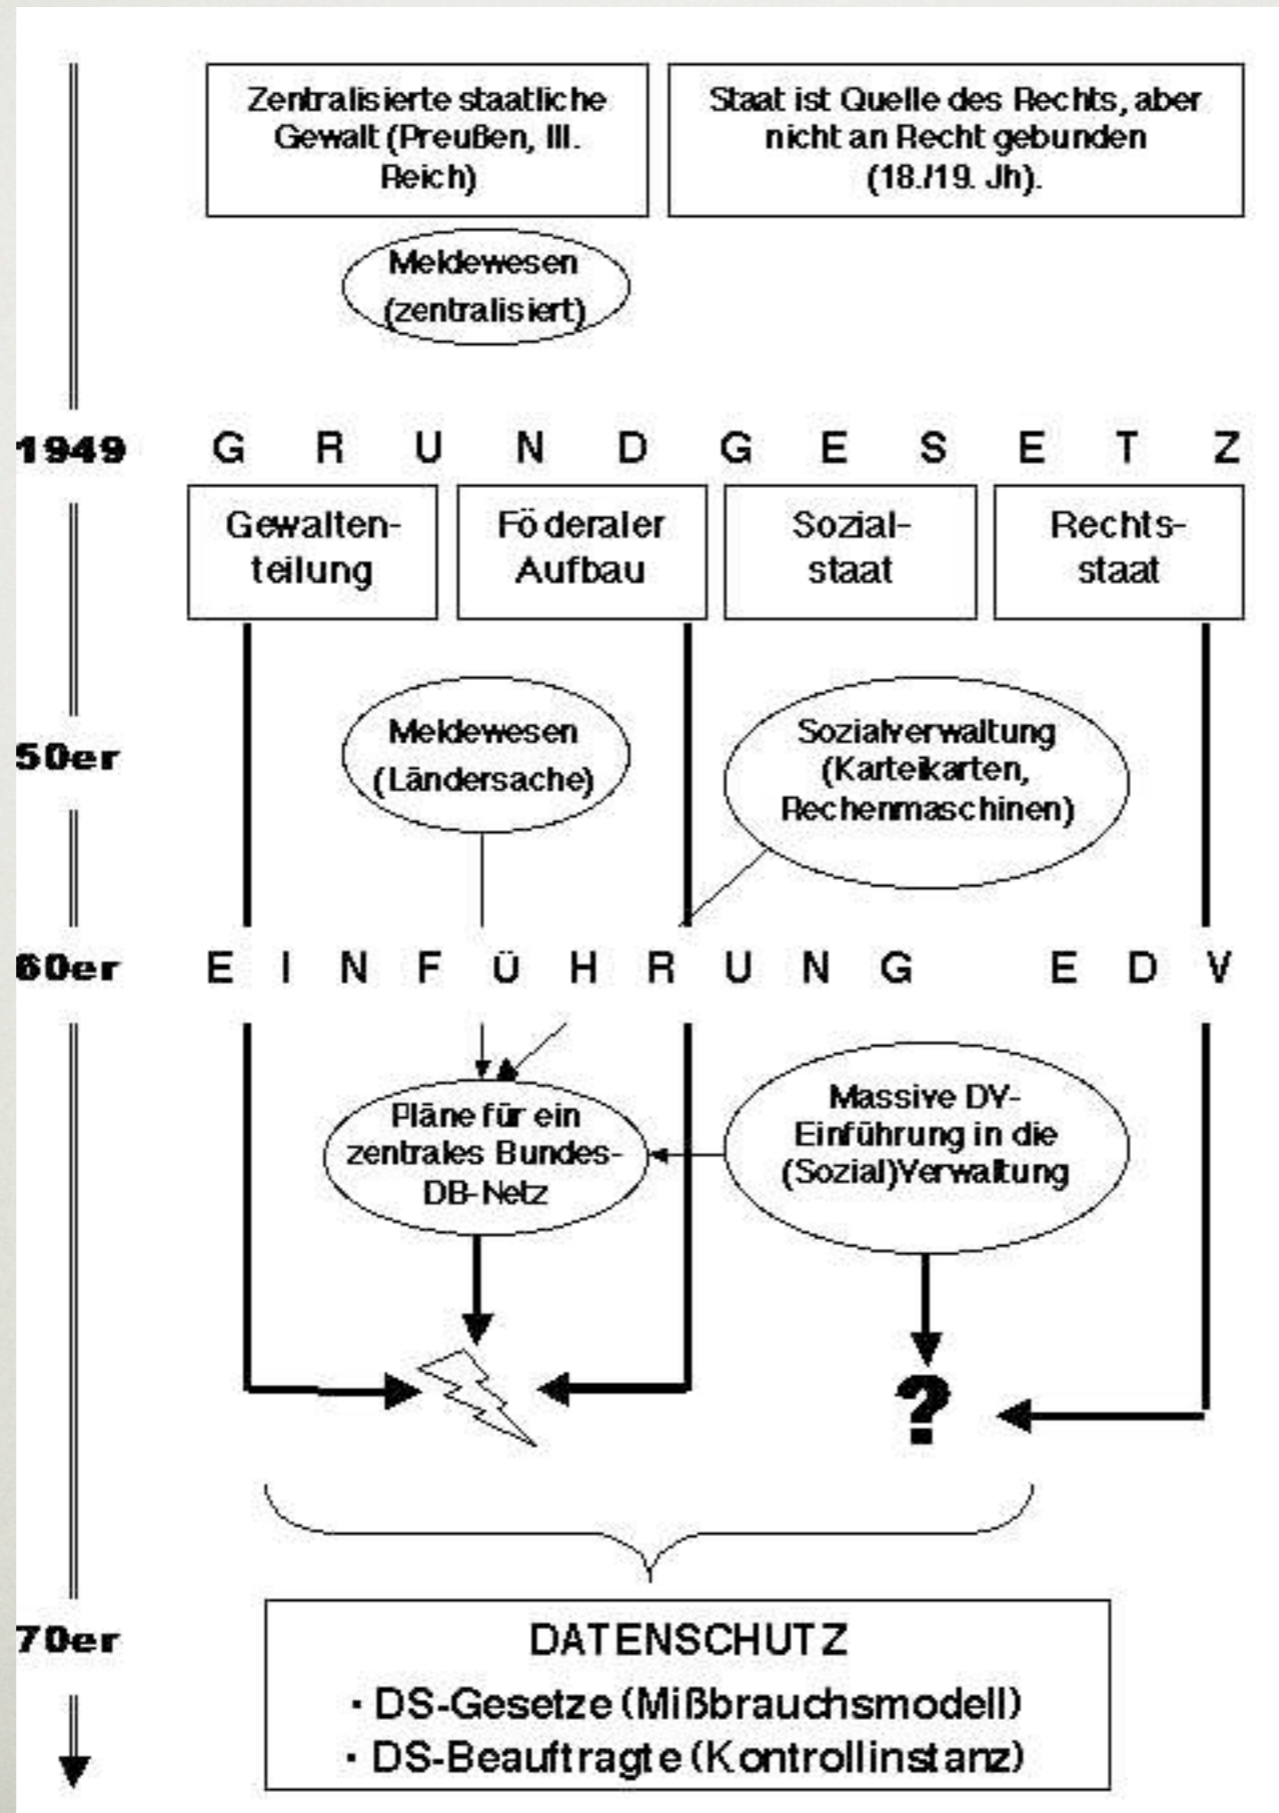 Zentralisierte staatliche
Gewalt (Preußen, III.
Reich)
Staat ist Quelle des Rechts, aber
nicht an Recht gebunden
(18./19. Jh).
Meldewesen
(zentralisiert)
1949
G R U N D G E S E T Z
Gewalten-
teilung
Föderaler
Aufbau
Sozial-
staat
Rechts-
staat
50er
Meldewesen
(Ländersache)
Sozialverwaltung
(Karteikarten,
Rechenmaschinen)
60er
E I N F Ü H R U N G E D V
Pläne für ein
zentrales Bundes-
DB-Netz
Massive DV-
Einführung in die
(Sozial)Verwaltung
?
70er
DATENSCHUTZ
· DS-Gesetze (Mißbrauchsmodell)
· DS-Beauftragte (Kontrollinstanz)